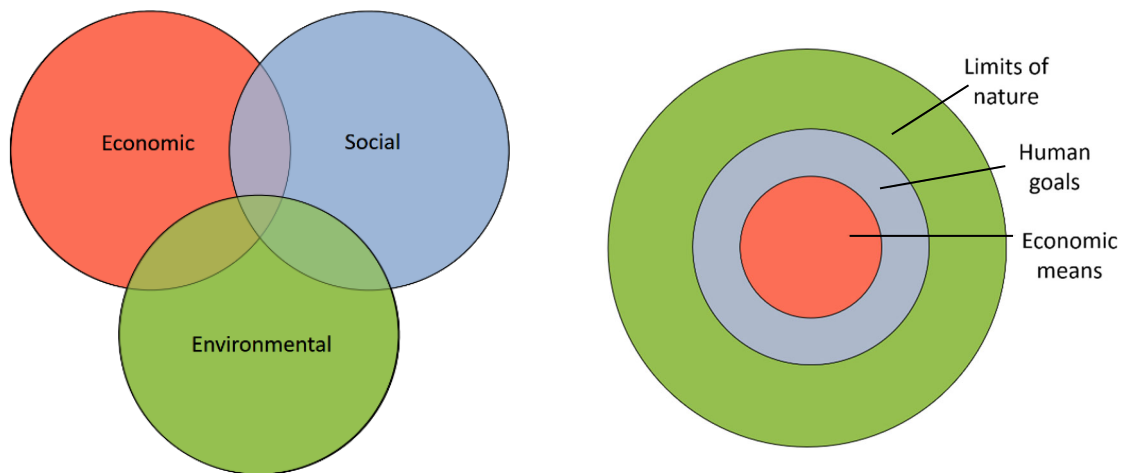 Economic
Social
Environmental
Limits of
nature
Human
goals
Economic
means